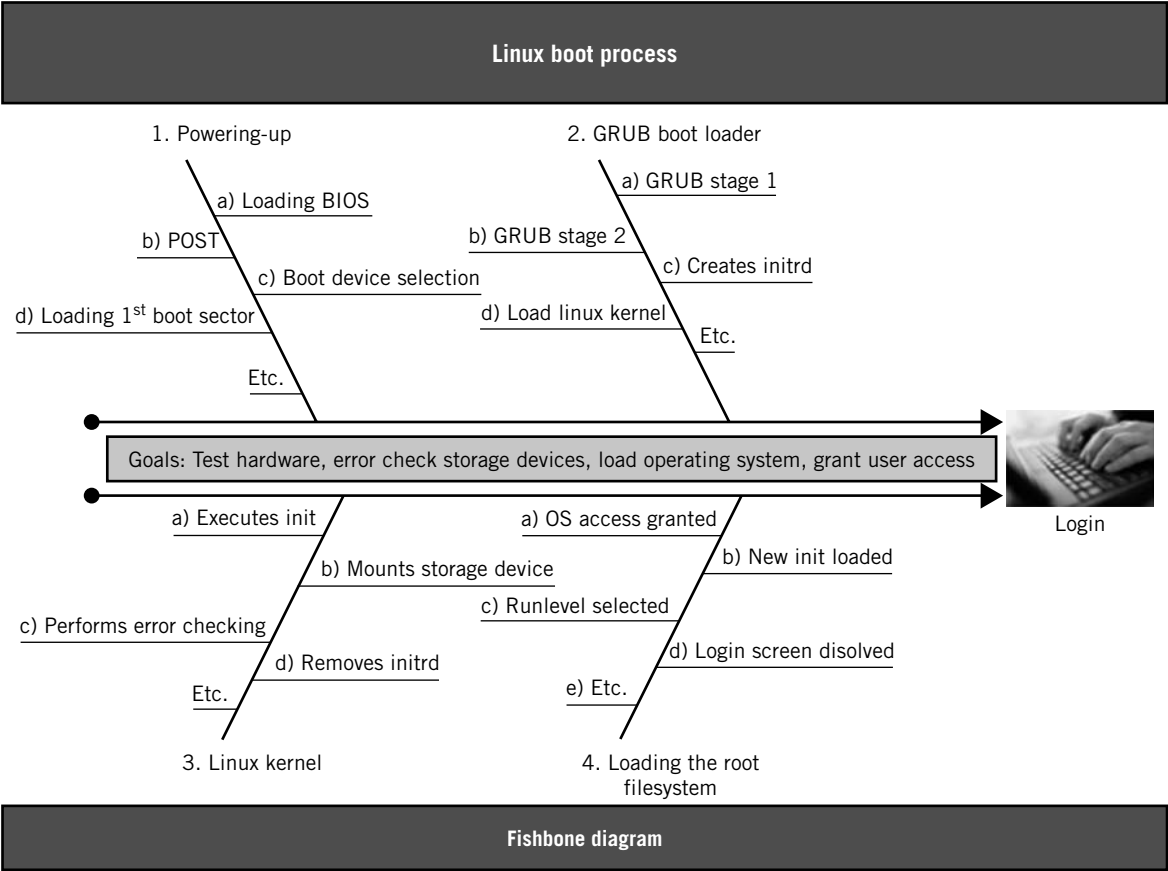 Linux boot process
1. Powering-up
a) Loading BIOS
b) POST
c) Boot device selection
d) Loading 1st boot sector
Etc.
2. GRUB boot loader
a) GRUB stage 1
b) GRUB stage 2
c) Creates initrd
d) Load linux kernel
Etc.
Goals: Test hardware, error check storage devices, load operating system, grant user access
Login
a) Executes init
b) Mounts storage device
c) Performs error checking
d) Removes initrd
Etc.
3. Linux kernel
a) OS access granted
b) New init loaded
c) Runlevel selected
d) Login screen disolved
e) Etc.
4. Loading the root
filesystem
Fishbone diagram